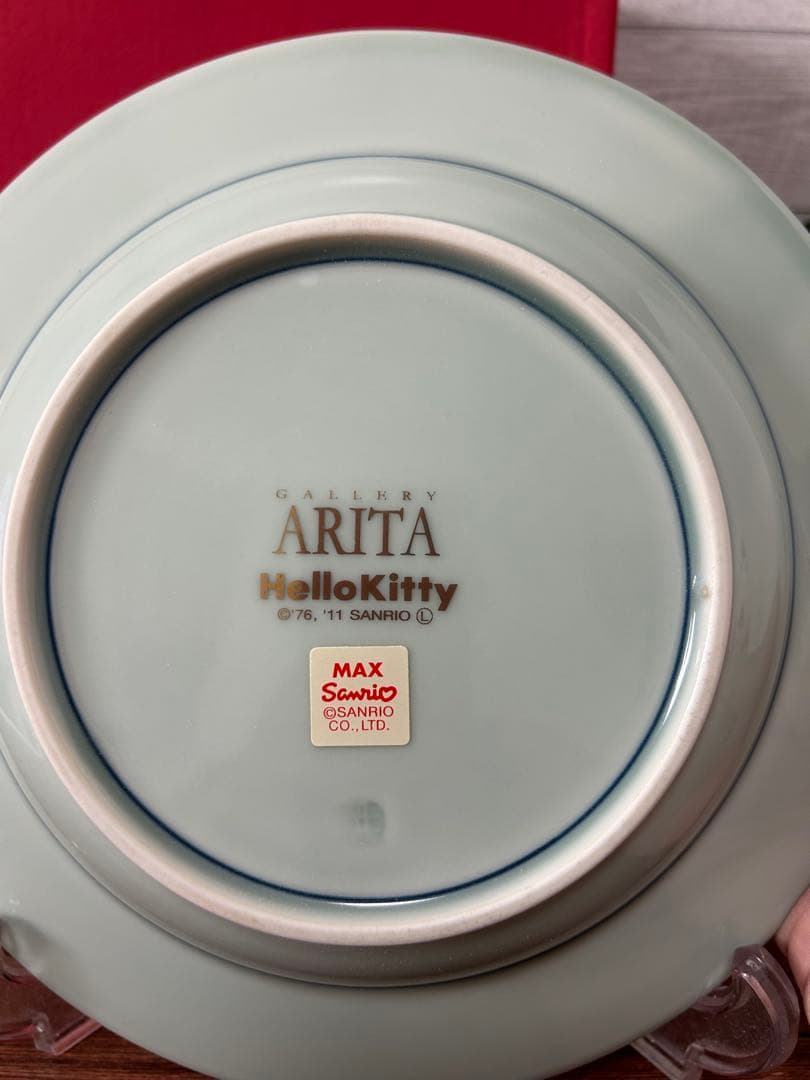 GALLERY
ARITA
HelloKitty
©'76, '11 SANRIO Ⓛ
MAX
Sanrio
©SANRIO
CO.,LTD.